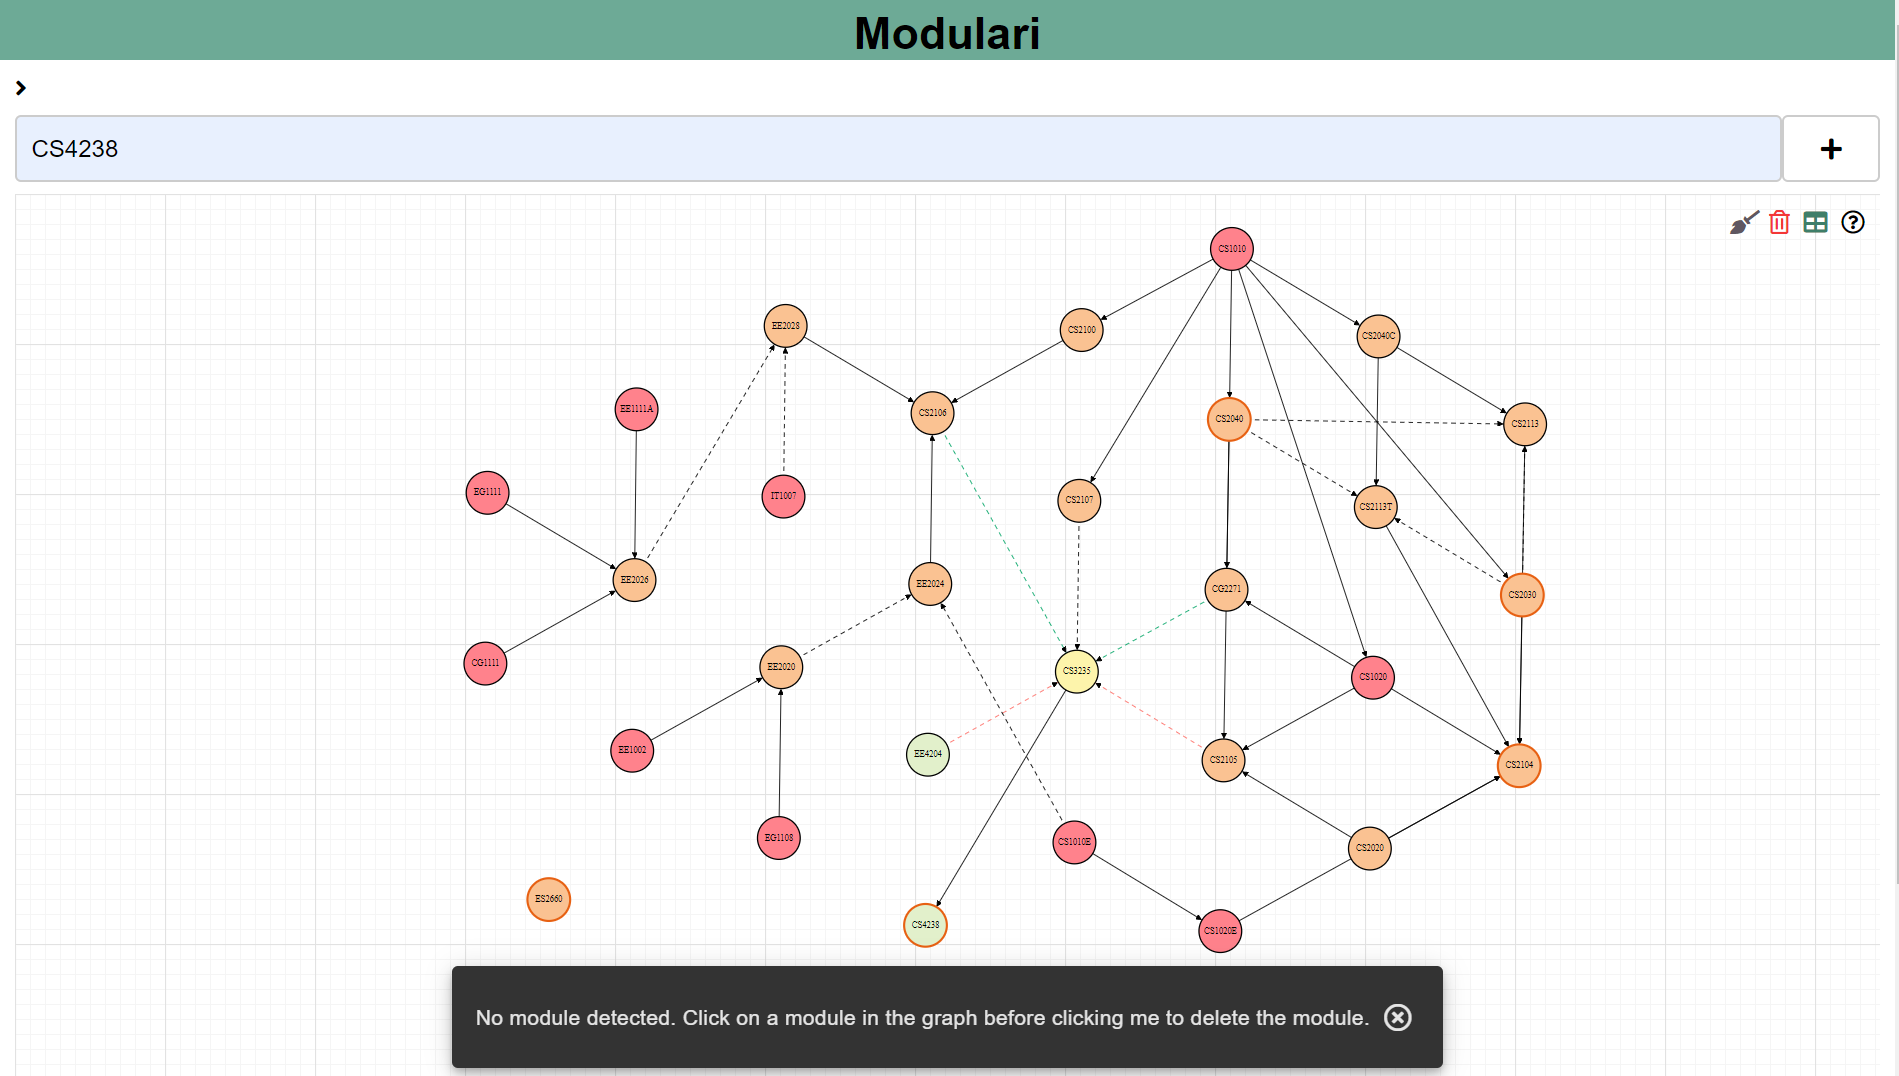 Modulari
CS4238
CS1010
EE2028
CS2100
CS2040C
EE1111A
CS2106
CS2040
CS2113
EG1111
IT1007
CS2107
CS2113T
EE2026
EE2024
CG2271
CS2030
CG1111
EE2020
CS3235
CS1020
EE1002
EE4204
CS2105
CS2104
EG1108
CS1010E
CS2020
ES2660
CS4238
CS1020E
No module detected. Click on a module in the graph before clicking me to delete the module.